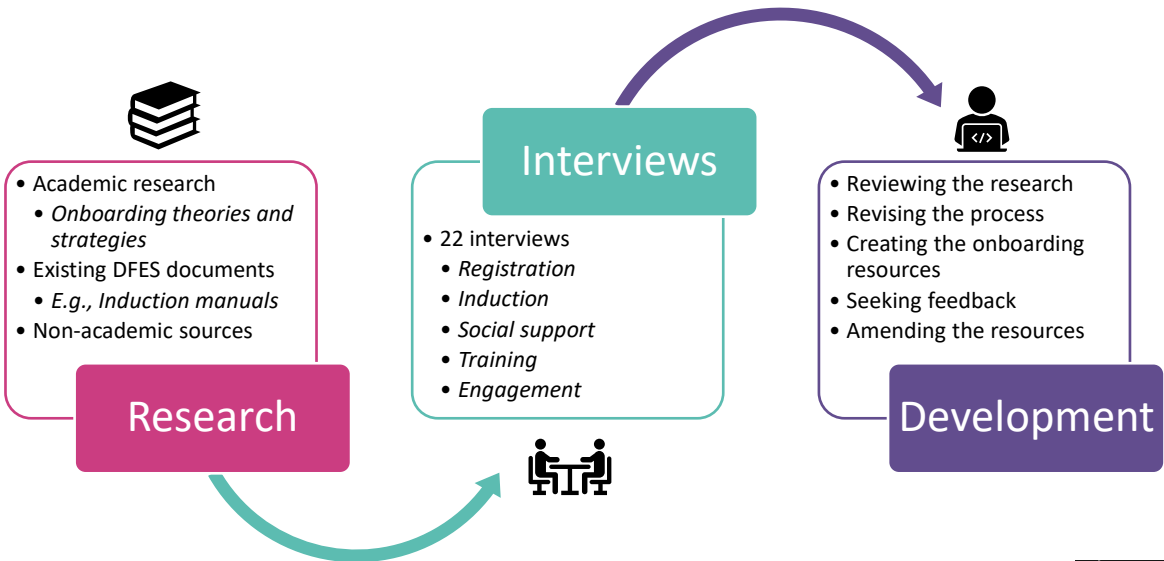 • Academic research
• Onboarding theories and
strategies
• Existing DFES documents
• E.g., Induction manuals
• Non-academic sources
Research
Interviews
• 22 interviews
• Registration
• Induction
• Social support
• Training
• Engagement
</>
• Reviewing the research
• Revising the process
• Creating the onboarding
resources
• Seeking feedback
• Amending the resources
Development